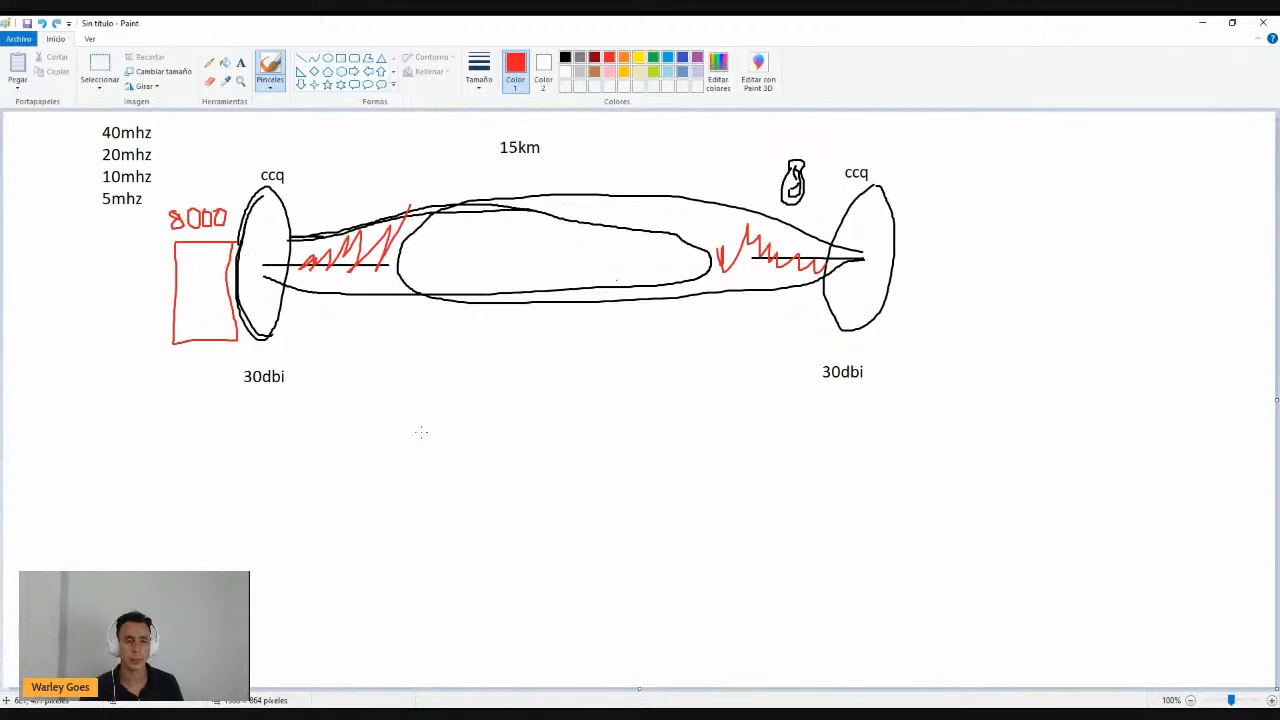 Sin título - Paint
Archivo
Inicio
Ver
Pegar
Cortar
Copiar
Portapapeles
Seleccionar
Recortar
Cambiar tamaño
Girar
Imagen
Herramientas
Pinceles
Contorno
Rellenar
Formas
Tamaño
Color 1
Color 2
Editar colores
Editar con Paint 3D
Colores
40mhz
20mhz
10mhz
5mhz
15km
ccq
ccq
8000
30dbi
30dbi
Warley Goes
100%